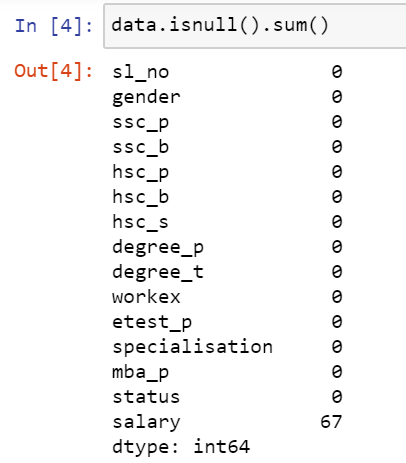 In [4]: data.isnull().sum()
Out[4]: sl_no 0
gender 0
ssc_p 0
ssc_b 0
hsc_p 0
hsc_b 0
hsc_s 0
degree_p 0
degree_t 0
workex 0
etest_p 0
specialisation 0
mba_p 0
status 0
salary 67
dtype: int64